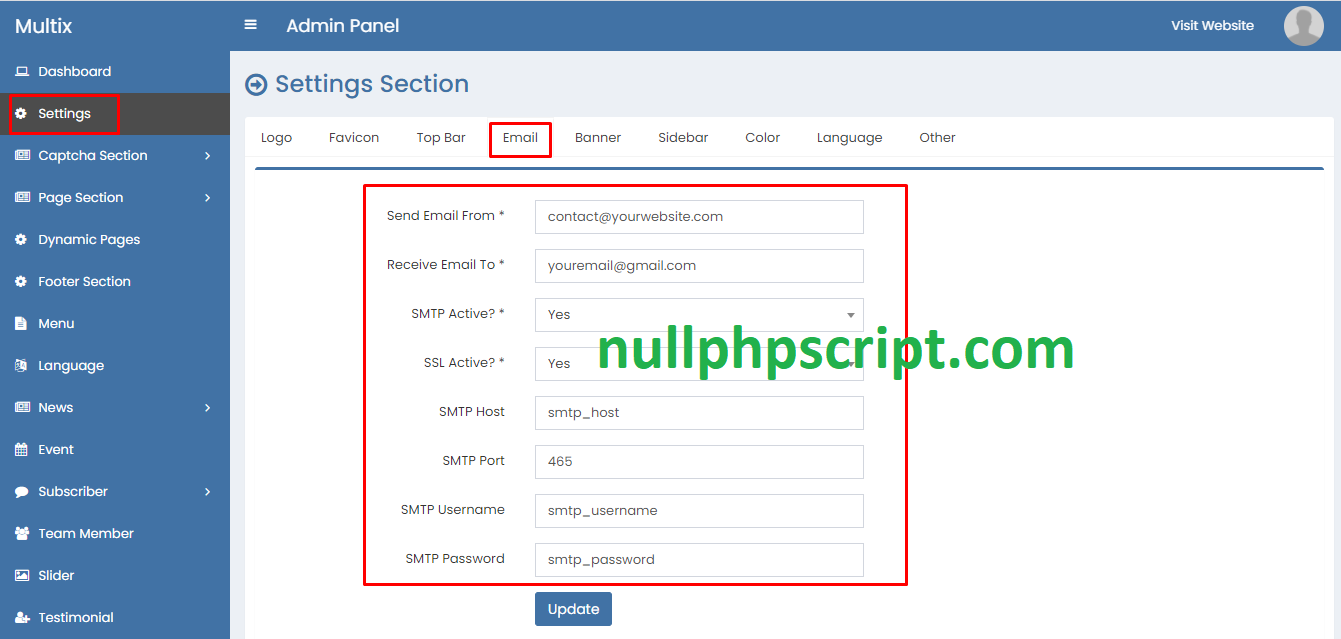 Multix
Admin Panel
Visit Website
Dashboard
Settings
Captcha Section
Page Section
Dynamic Pages
Footer Section
Menu
Language
News
Event
Subscriber
Team Member
Slider
Testimonial
Settings Section
Logo Favicon Top Bar Email Banner Sidebar Color Language Other
Send Email From * contact@yourwebsite.com
Receive Email To * youremail@gmail.com
SMTP Active? * Yes
nullphpscript.com
SSL Active? * Yes
SMTP Host smtp_host
SMTP Port 465
SMTP Username smtp_username
SMTP Password smtp_password
Update